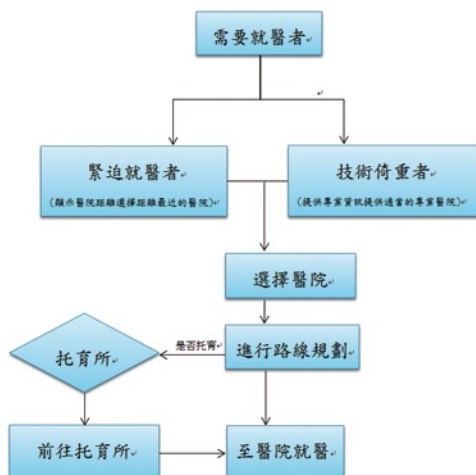 需要就醫者
緊迫就醫者
(顯示醫院距離選擇距離最近的醫院)
技術倚重者
(提供專業資訊提供適當的專業醫院)
選擇醫院
托育所
是否托育
進行路線規劃
前往托育所
至醫院就醫